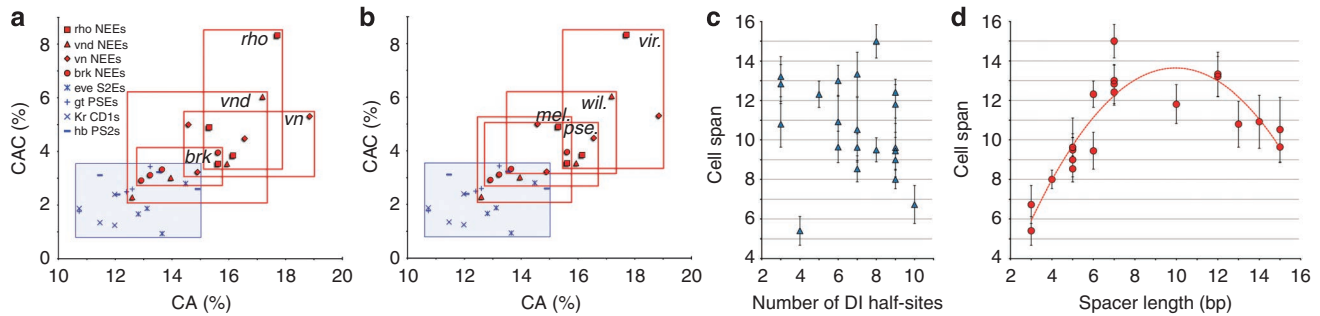 a
CAC (%)
8
6
4
2
0
rho NEEs
vnd NEEs
vn NEEs
brk NEEs
eve S2Es
gt PSEs
Kr CD1s
hb PS2s
rho
vnd
vn
brk
10 12 14 16 18 20
CA (%)
b
CAC (%)
8
6
4
2
0
vir.
wil.
mel.
pse.
10 12 14 16 18 20
CA (%)
c
Cell span
16
14
12
10
8
6
4
2 4 6 8 10
Number of DI half-sites
d
Cell span
16
14
12
10
8
6
4
2 4 6 8 10 12 14 16
Spacer length (bp)